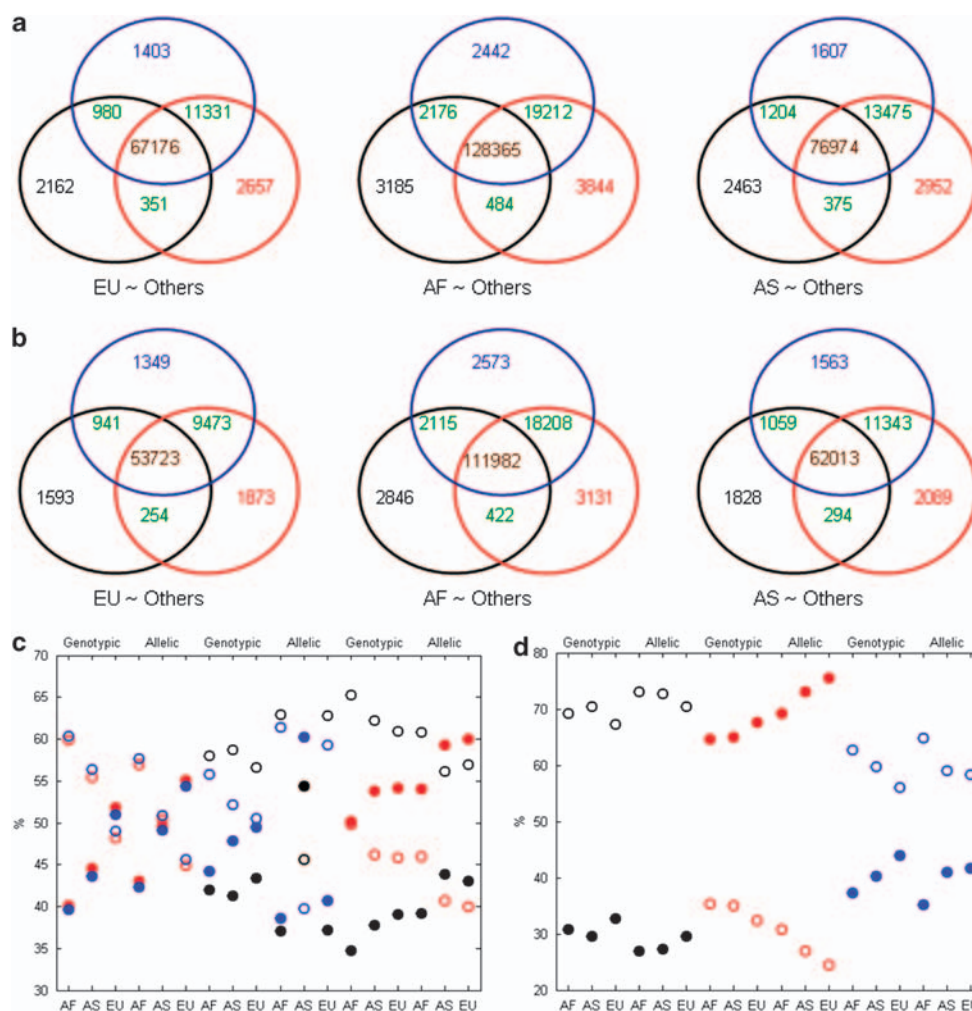 a
1403 2442 1607
980 11331 2176 19212 1204 13475
67176 128365 76974
2162 2657 3185 3844 2463 2952
351 484 375
EU ~ Others AF ~ Others AS ~ Others
b
1349 2573 1563
941 9473 2115 18208 1059 11343
53723 111982 62013
1593 1873 2846 3131 1828 2089
254 422 294
EU ~ Others AF ~ Others AS ~ Others
c
Genotypic Allelic Genotypic Allelic Genotypic Allelic
70
65
60
55
50
45
40
35
30
%
AF AS EU AF AS EU AF AS EU AF AS EU AF AS EU AF AS EU
d
Genotypic Allelic Genotypic Allelic Genotypic Allelic
80
70
60
50
40
30
20
%
AF AS EU AF AS EU AF AS EU AF AS EU AF AS EU AF AS EU